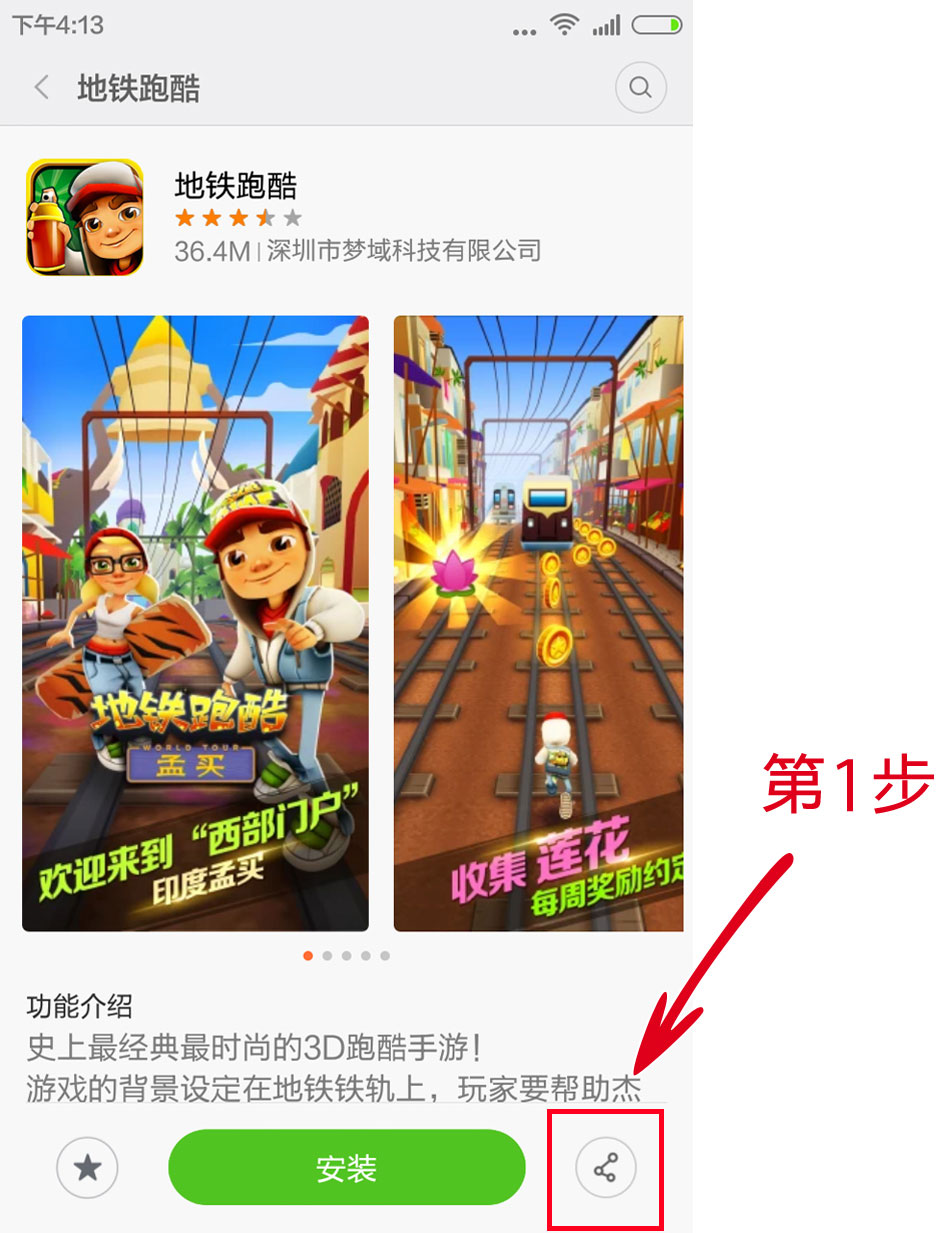 下午4:13
地铁跑酷
地铁跑酷
36.4M | 深圳市梦域科技有限公司
地铁跑酷
WORLD TOUR
孟买
欢迎来到“西部门户”
印度孟买
收集 莲花
每周奖励约定
第1步
功能介绍
史上最经典最时尚的3D跑酷手游！
游戏的背景设定在地铁铁轨上，玩家要帮助杰
安装